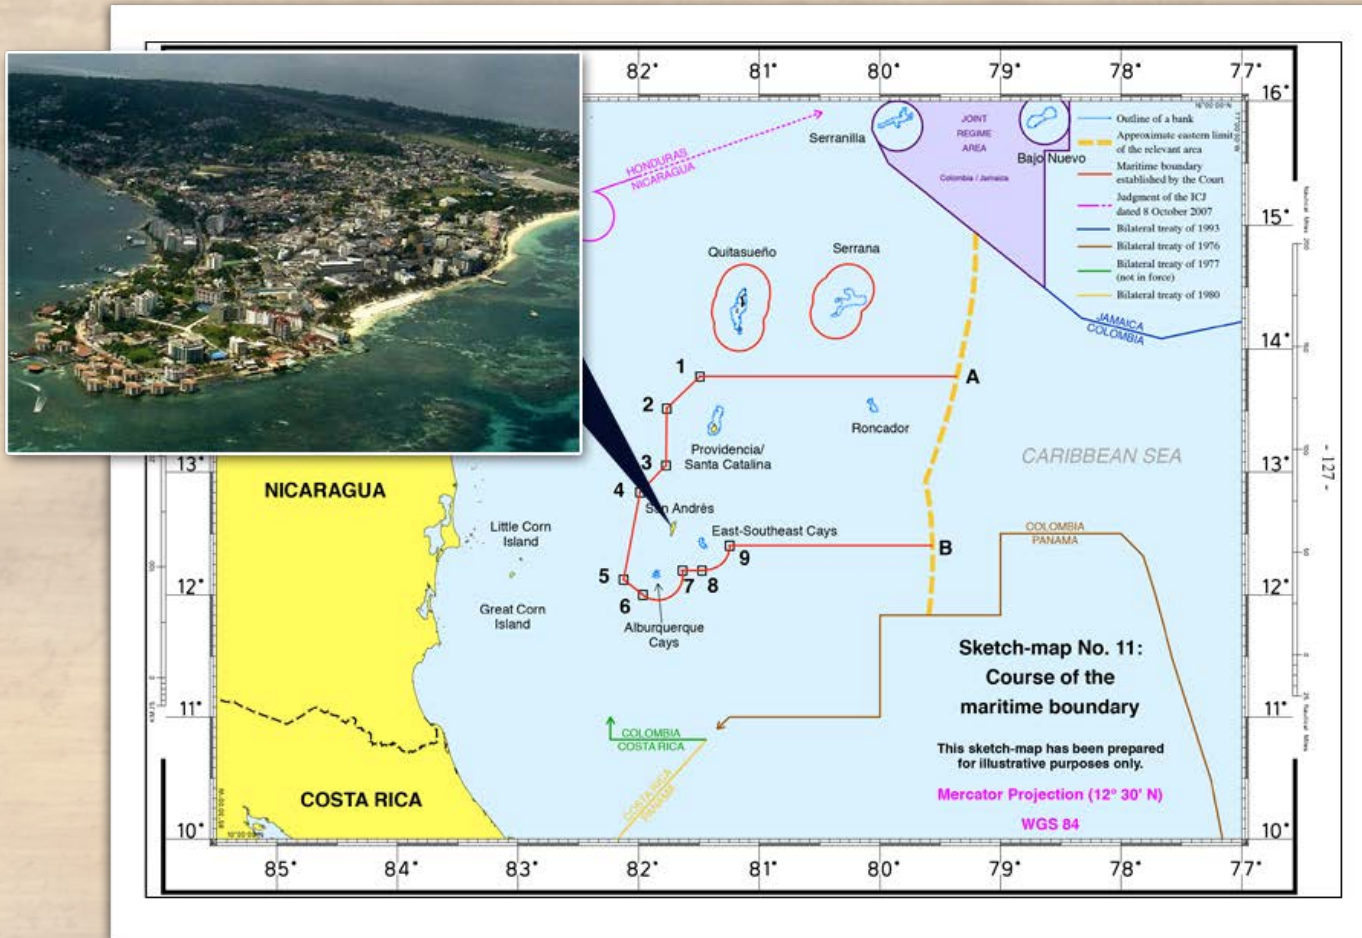 82° 81° 80° 79° 78° 77°
16°
15°
14°
13°
12°
11°
10°
13°
12°
11°
10°
85° 84° 83° 82° 81° 80° 79° 78° 77°
HONDURAS
NICARAGUA
Serranilla
JOINT
REGIME
AREA
Colombia / Jamaica
Bajo Nuevo
Outline of a bank
Approximate eastern limit
of the relevant area
Maritime boundary
established by the Court
Judgment of the ICJ
dated 8 October 2007
Bilateral treaty of 1993
Bilateral treaty of 1976
Bilateral treaty of 1977
(not in force)
Bilateral treaty of 1980
Quitasueño
Serrana
JAMAICA
COLOMBIA
1
A
2
Roncador
Providencia/
Santa Catalina
3
CARIBBEAN SEA
- 127 -
4
NICARAGUA
San Andrés
Little Corn
Island
East-Southeast Cays
COLOMBIA
PANAMA
9
B
5
7
8
6
Great Corn
Island
Alburquerque
Cays
Sketch-map No. 11:
Course of the
maritime boundary
COLOMBIA
COSTA RICA
This sketch-map has been prepared
for illustrative purposes only.
COSTA RICA
PANAMA
COSTA RICA
Mercator Projection (12° 30' N)
WGS 84
Nautical Miles